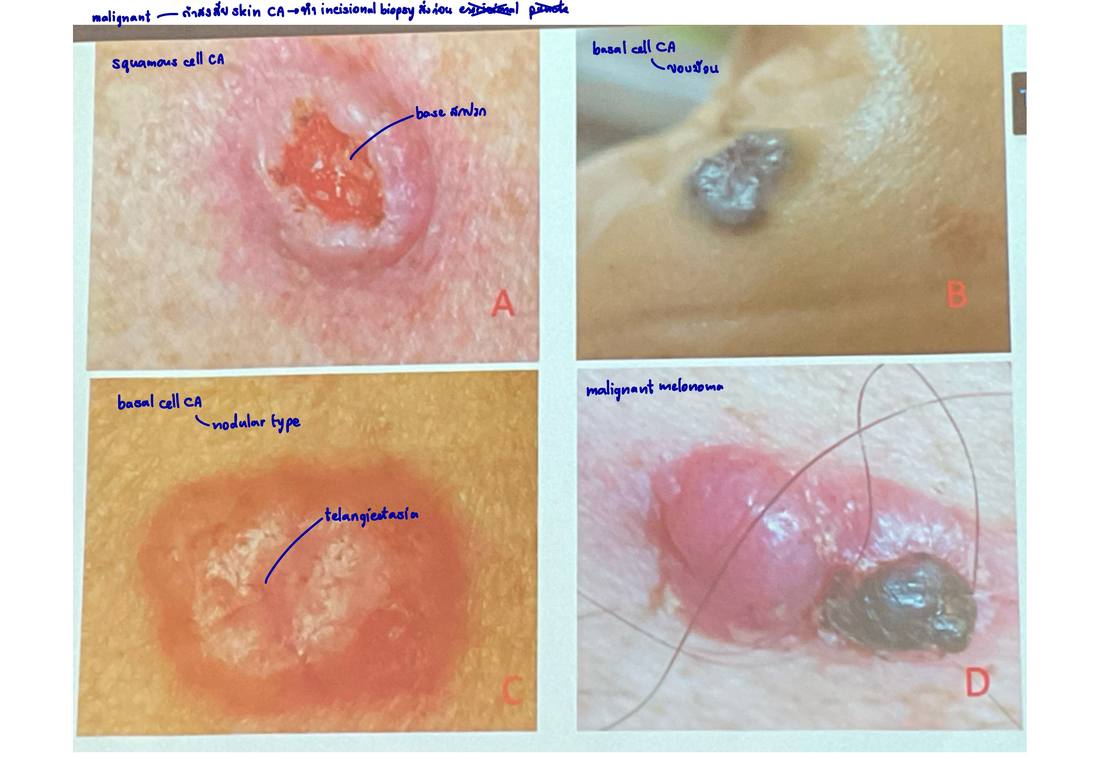 malignant — ถ้าสงสัย skin CA → ทำ incisional biopsy ก่อน
squamous cell CA
base สกปรก
A
basal cell CA
ขอบม้วน
B
basal cell CA
nodular type
telangiectasia
C
malignant melonoma
D